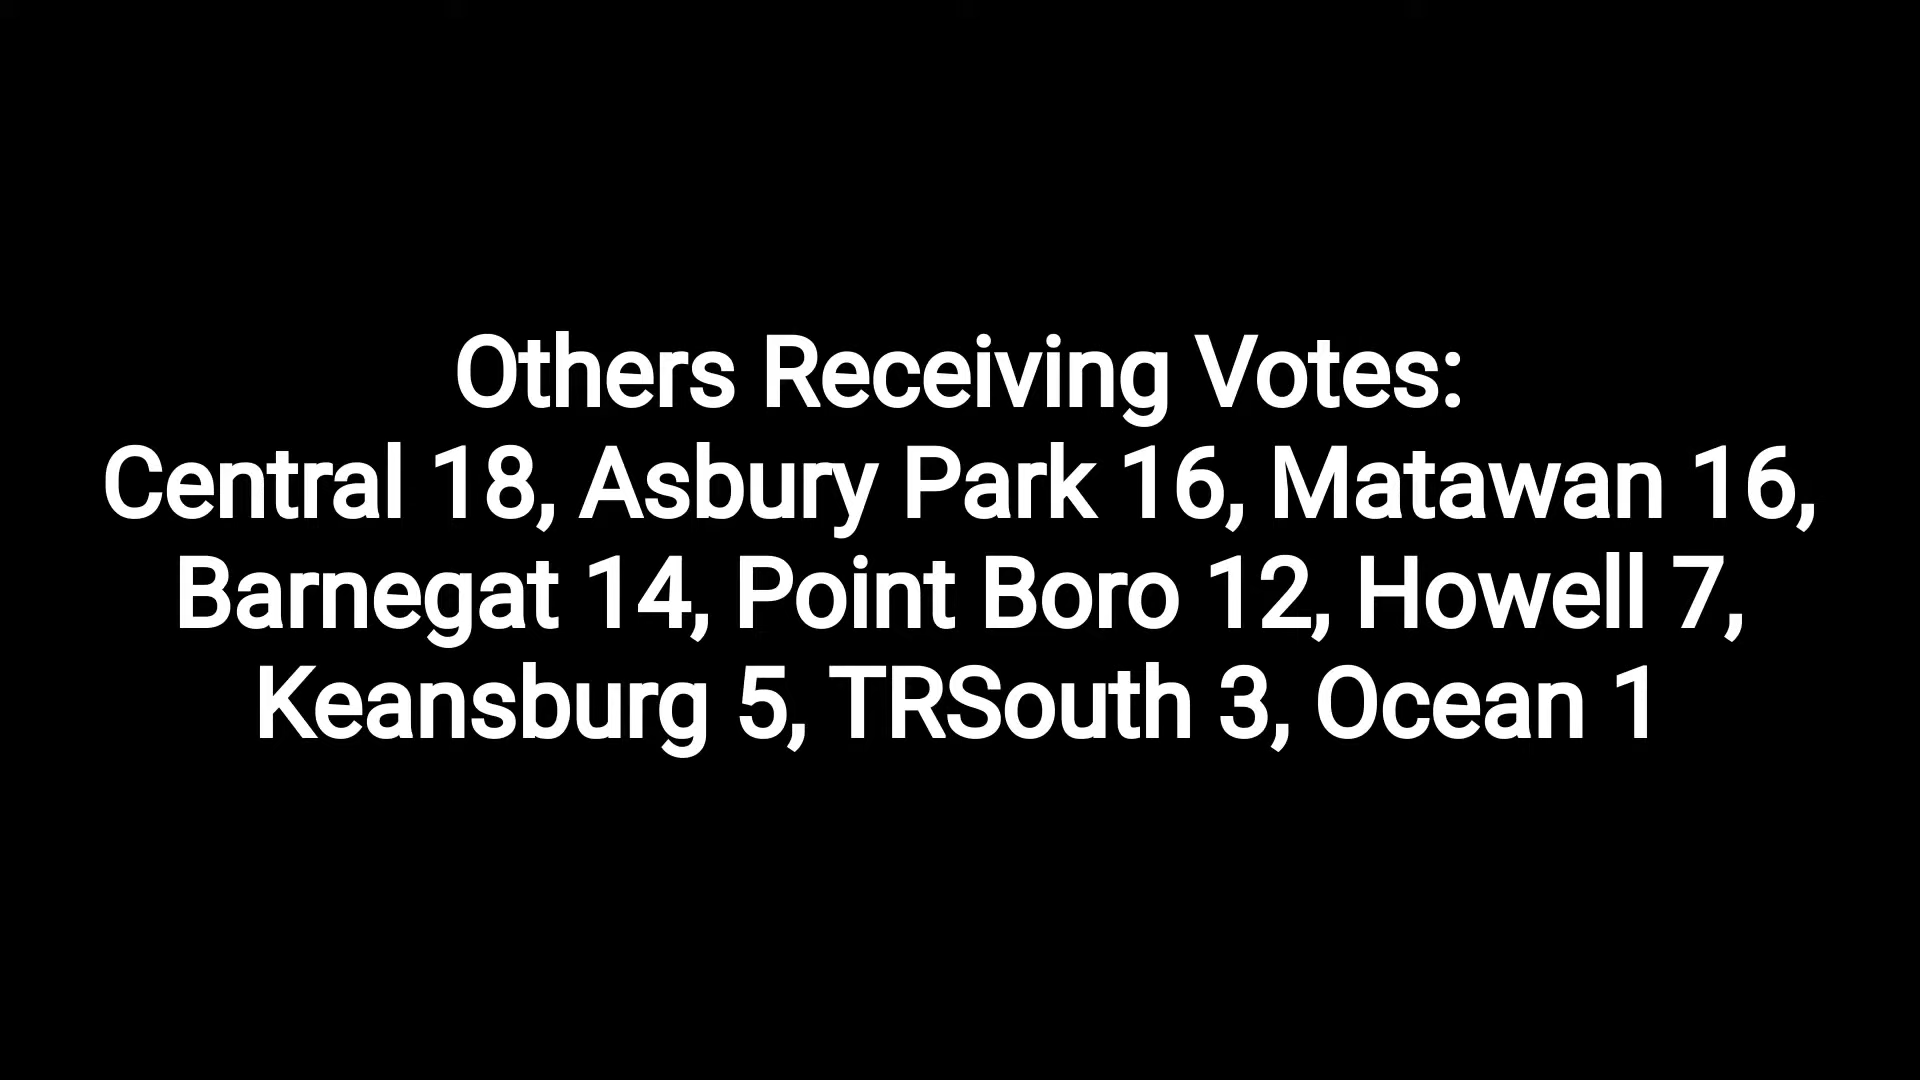 Others Receiving Votes:
Central 18, Asbury Park 16, Matawan 16,
Barnegat 14, Point Boro 12, Howell 7,
Keansburg 5, TRSouth 3, Ocean 1